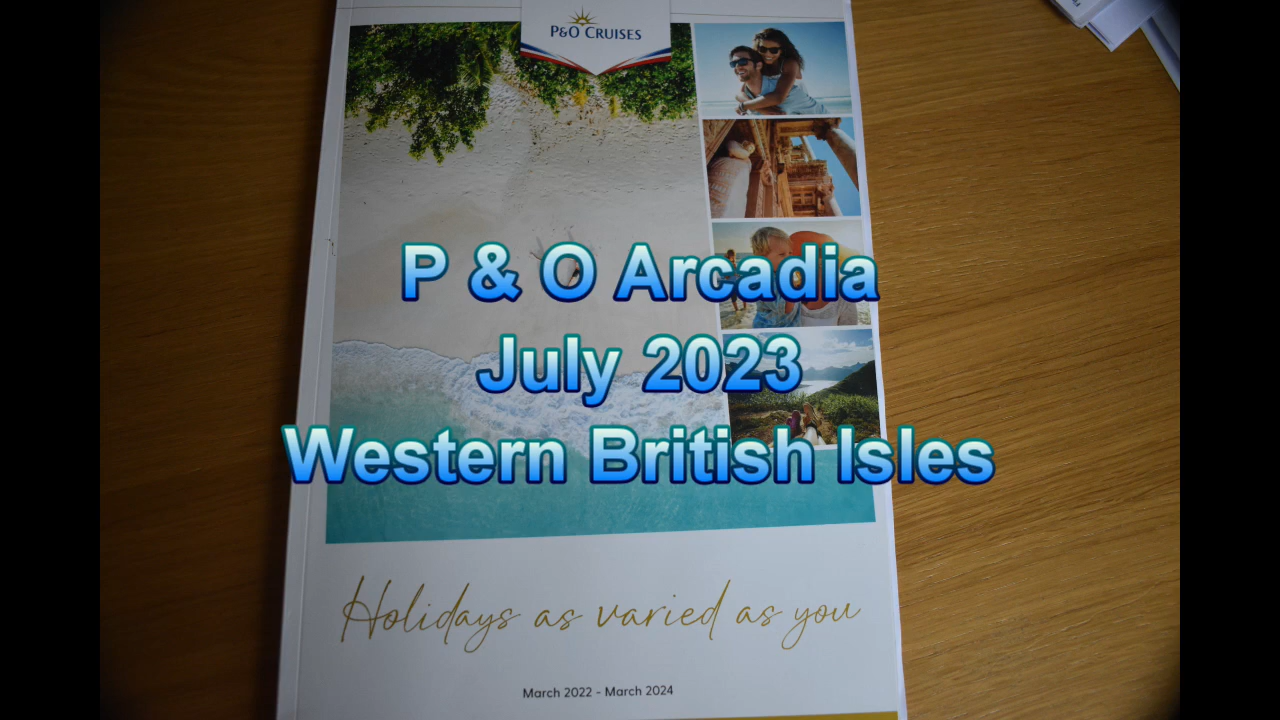 P&O CRUISES
P & O Arcadia
July 2023
Western British Isles
Holidays as varied as you
March 2022 - March 2024